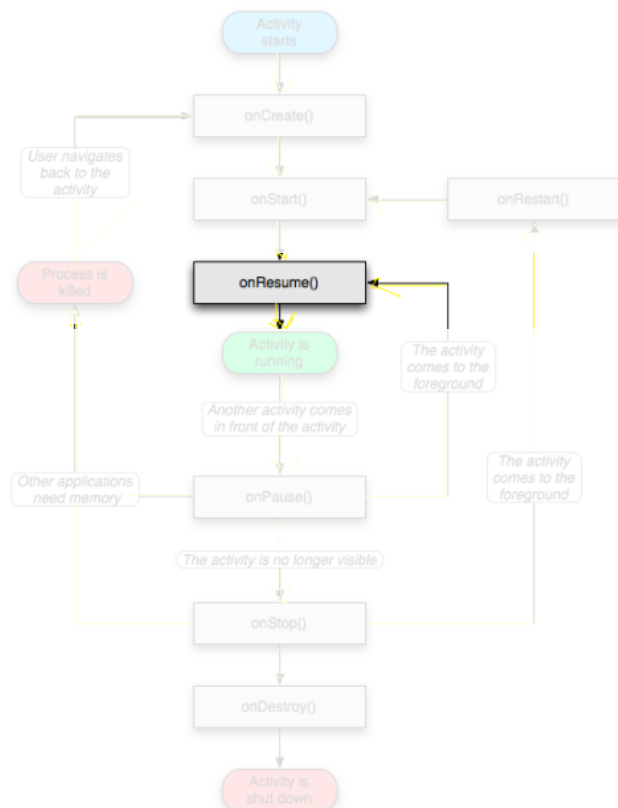 Activity
starts
onCreate()
User navigates
back to the
activity
onStart()
onRestart()
Process is
killed
onResume()
Activity is
running
The activity
comes to the
foreground
Another activity comes
in front of the activity
Other applications
need memory
onPause()
The activity
comes to the
foreground
The activity is no longer visible
onStop()
onDestroy()
Activity is
shut down